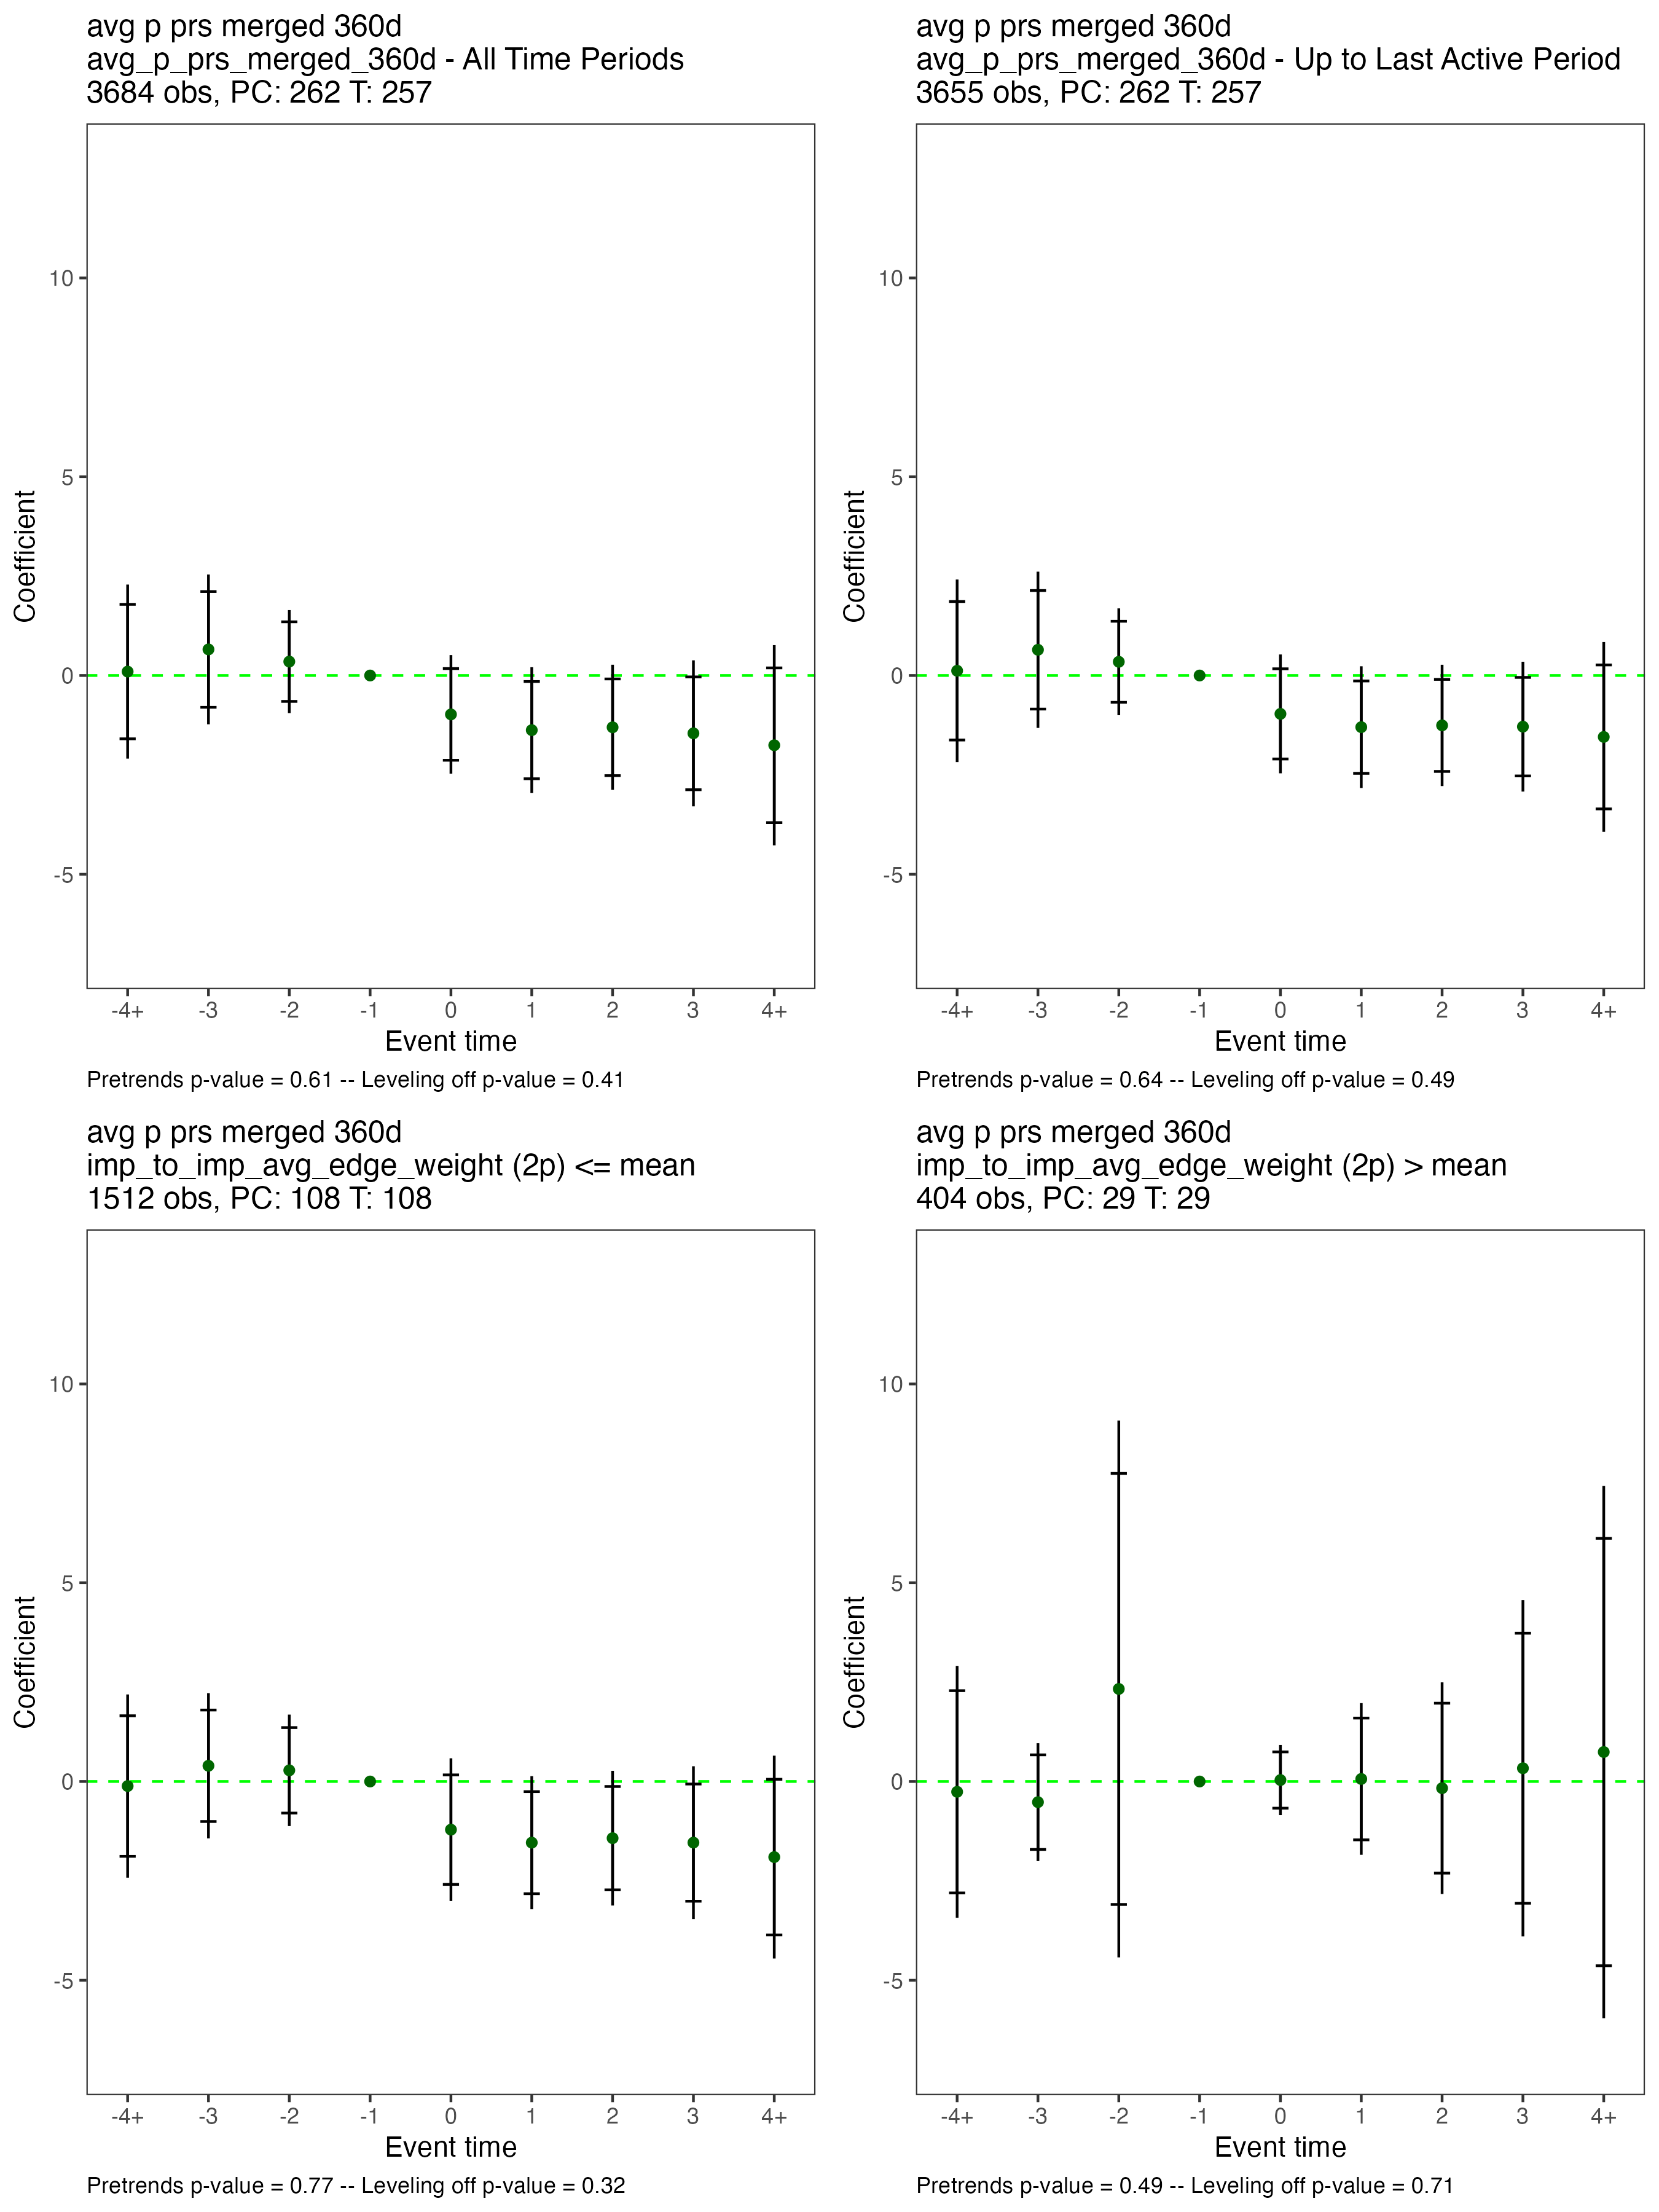 avg p prs merged 360d
avg_p_prs_merged_360d - All Time Periods
3684 obs, PC: 262 T: 257
Coefficient
10
5
0
-5
-4+ -3 -2 -1 0 1 2 3 4+
Event time
Pretrends p-value = 0.61 -- Leveling off p-value = 0.41
avg p prs merged 360d
avg_p_prs_merged_360d - Up to Last Active Period
3655 obs, PC: 262 T: 257
Coefficient
10
5
0
-5
-4+ -3 -2 -1 0 1 2 3 4+
Event time
Pretrends p-value = 0.64 -- Leveling off p-value = 0.49
avg p prs merged 360d
imp_to_imp_avg_edge_weight (2p) <= mean
1512 obs, PC: 108 T: 108
Coefficient
10
5
0
-5
-4+ -3 -2 -1 0 1 2 3 4+
Event time
Pretrends p-value = 0.77 -- Leveling off p-value = 0.32
avg p prs merged 360d
imp_to_imp_avg_edge_weight (2p) > mean
404 obs, PC: 29 T: 29
Coefficient
10
5
0
-5
-4+ -3 -2 -1 0 1 2 3 4+
Event time
Pretrends p-value = 0.49 -- Leveling off p-value = 0.71